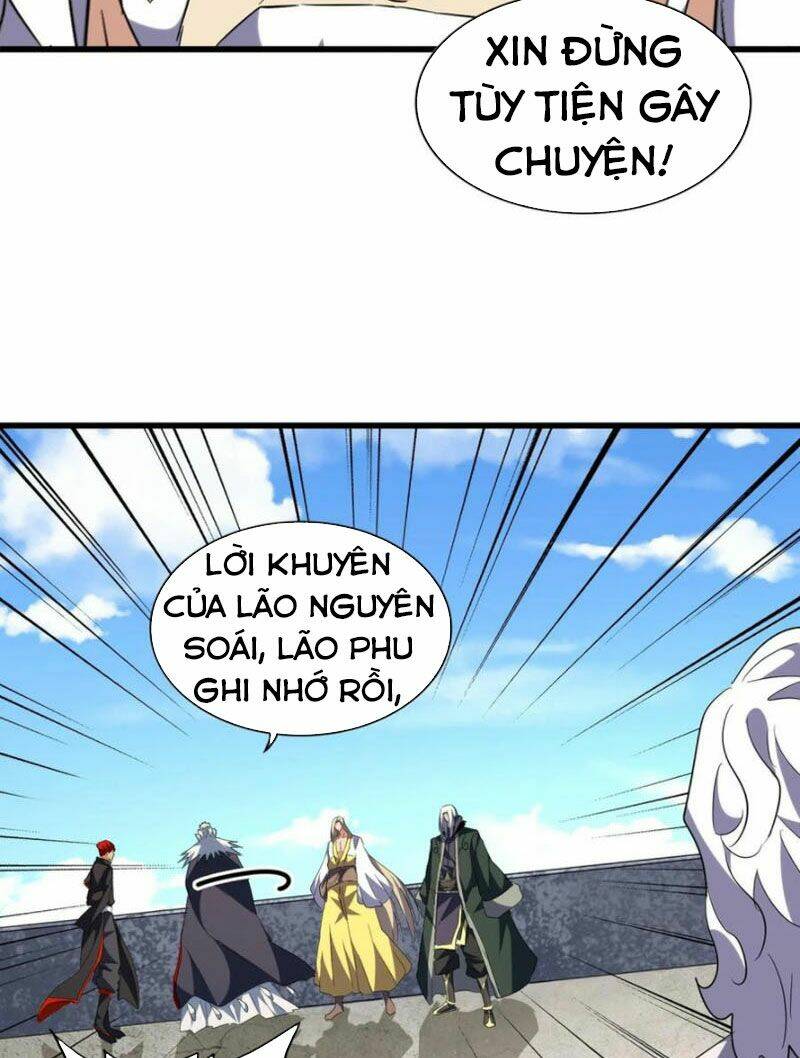 XIN ĐỪNG
TÙY TIỆN GÂY
CHUYỆN!
LỜI KHUYÊN
CỦA LÃO NGUYÊN
SOÁI, LÃO PHU
GHI NHỚ RỒI,